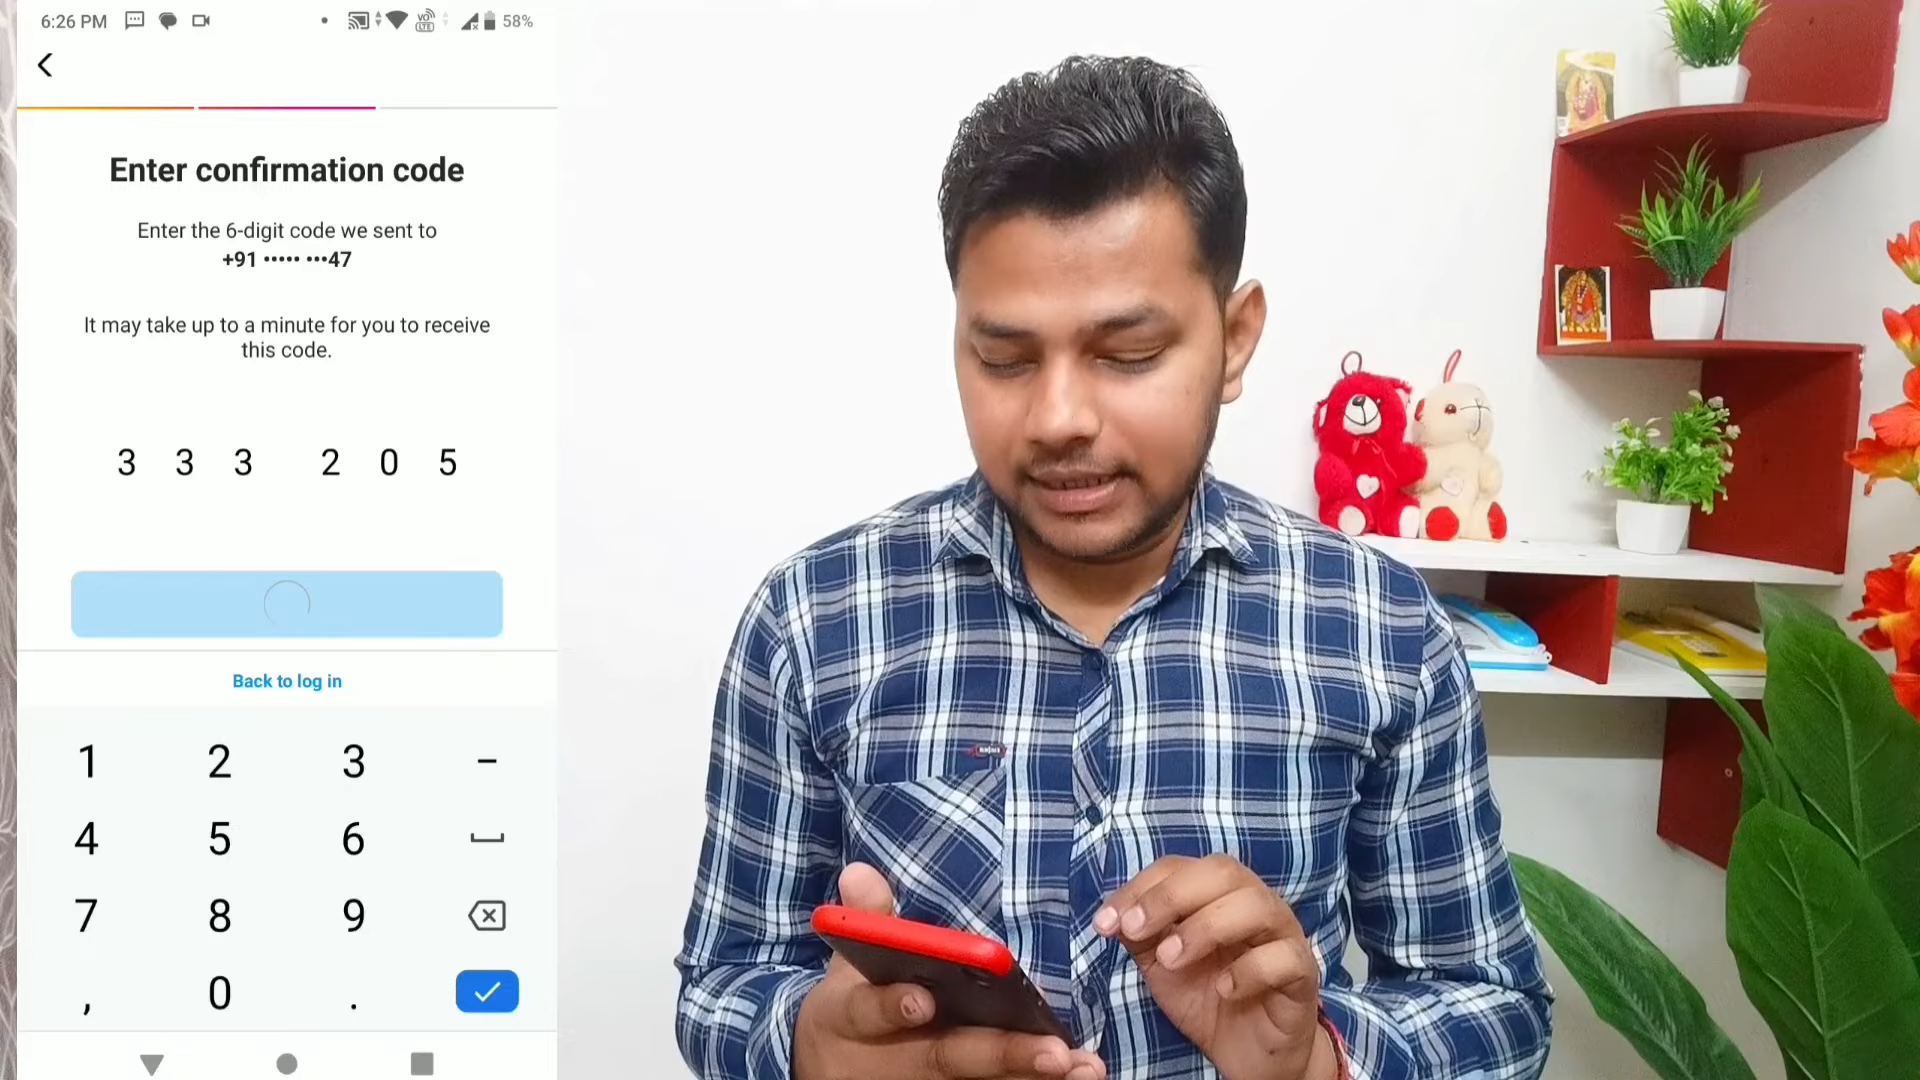 6:26 PM
VO
LTE
58%
Enter confirmation code
Enter the 6-digit code we sent to
+91 ••••• •••47
It may take up to a minute for you to receive
this code.
3 3 3 2 0 5
Back to log in
1 2 3 –
4 5 6
7 8 9
, 0 .